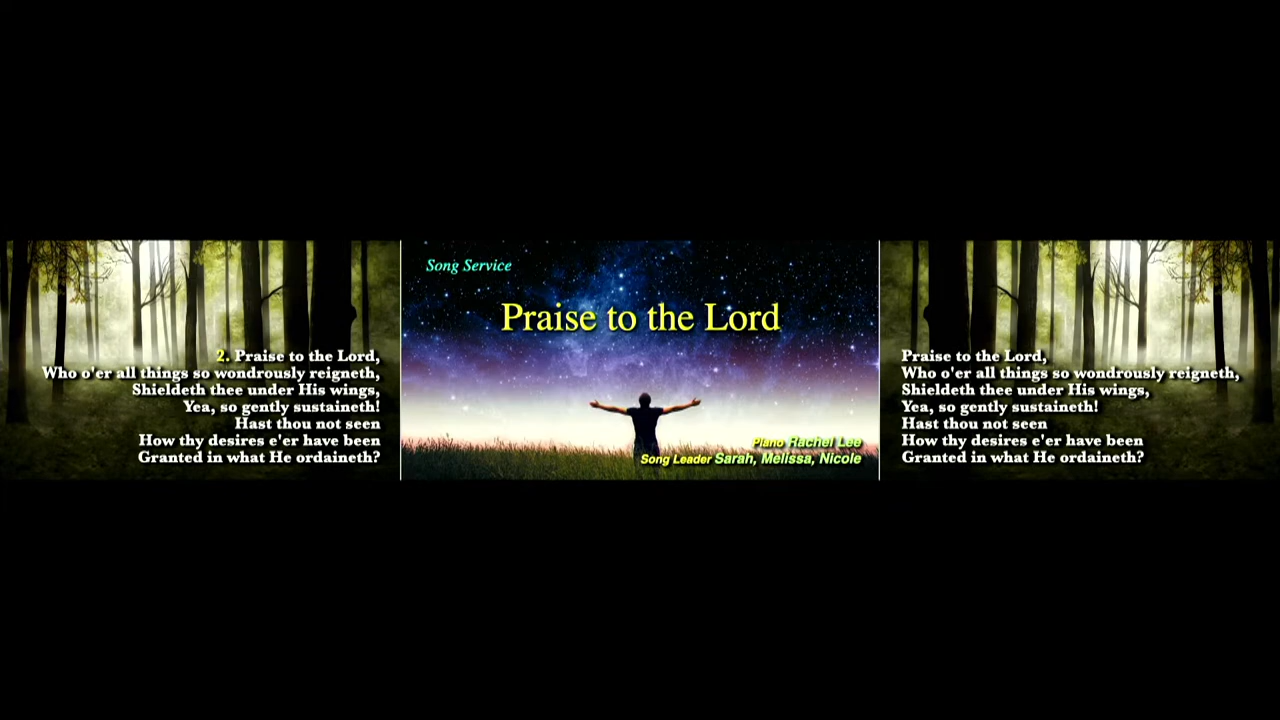 2. Praise to the Lord,
Who o'er all things so wondrously reigneth,
Shieldeth thee under His wings,
Yea, so gently sustaineth!
Hast thou not seen
How thy desires e'er have been
Granted in what He ordaineth?
Song Service
Praise to the Lord
Piano Rachel Lee
Song Leader Sarah, Melissa, Nicole
Praise to the Lord,
Who o'er all things so wondrously reigneth,
Shieldeth thee under His wings,
Yea, so gently sustaineth!
Hast thou not seen
How thy desires e'er have been
Granted in what He ordaineth?